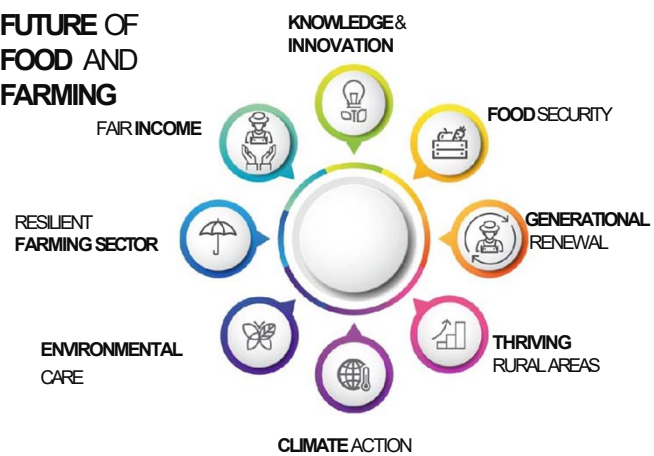 FUTURE OF
FOOD AND
FARMING
KNOWLEDGE &
INNOVATION
FOOD SECURITY
GENERATIONAL
RENEWAL
THRIVING
RURAL AREAS
CLIMATE ACTION
ENVIRONMENTAL
CARE
RESILIENT
FARMING SECTOR
FAIR INCOME